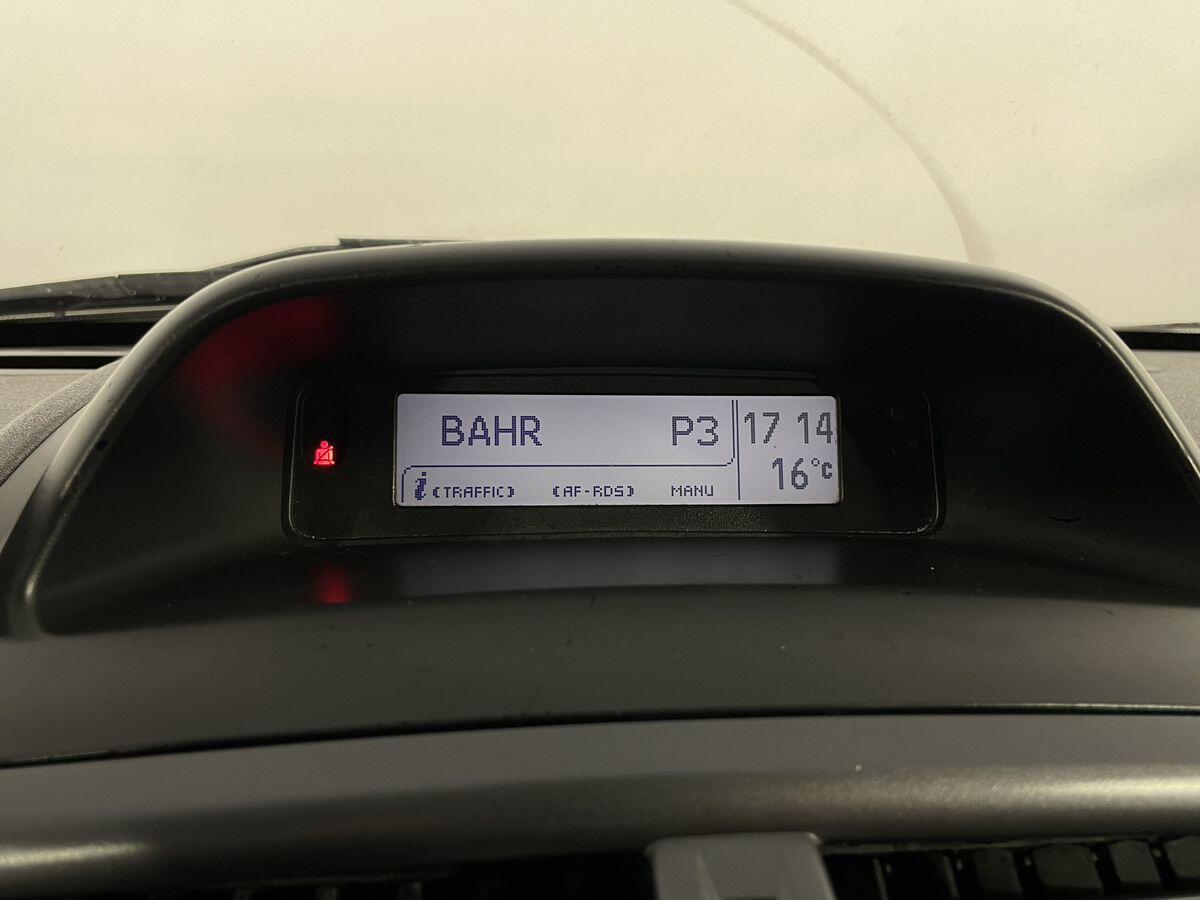 BAHR P3
17 14
16°C
i (TRAFFIC) (AF-RDS) MANU